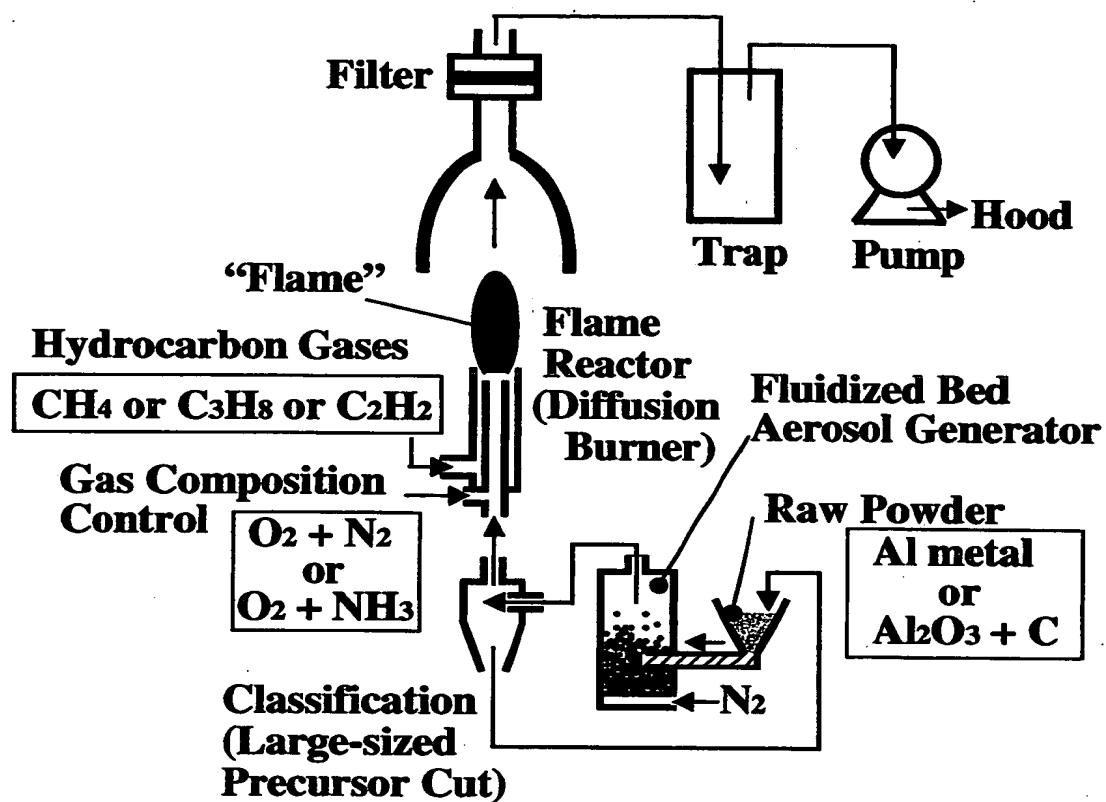 Filter
Trap
Pump
Hood
“Flame”
Flame
Reactor
(Diffusion
Burner)
Hydrocarbon Gases
CH4 or C3H8 or C2H2
Gas Composition
Control
O2 + N2
or
O2 + NH3
Fluidized Bed
Aerosol Generator
Raw Powder
Al metal
or
Al2O3 + C
N2
Classification
(Large-sized
Precursor Cut)